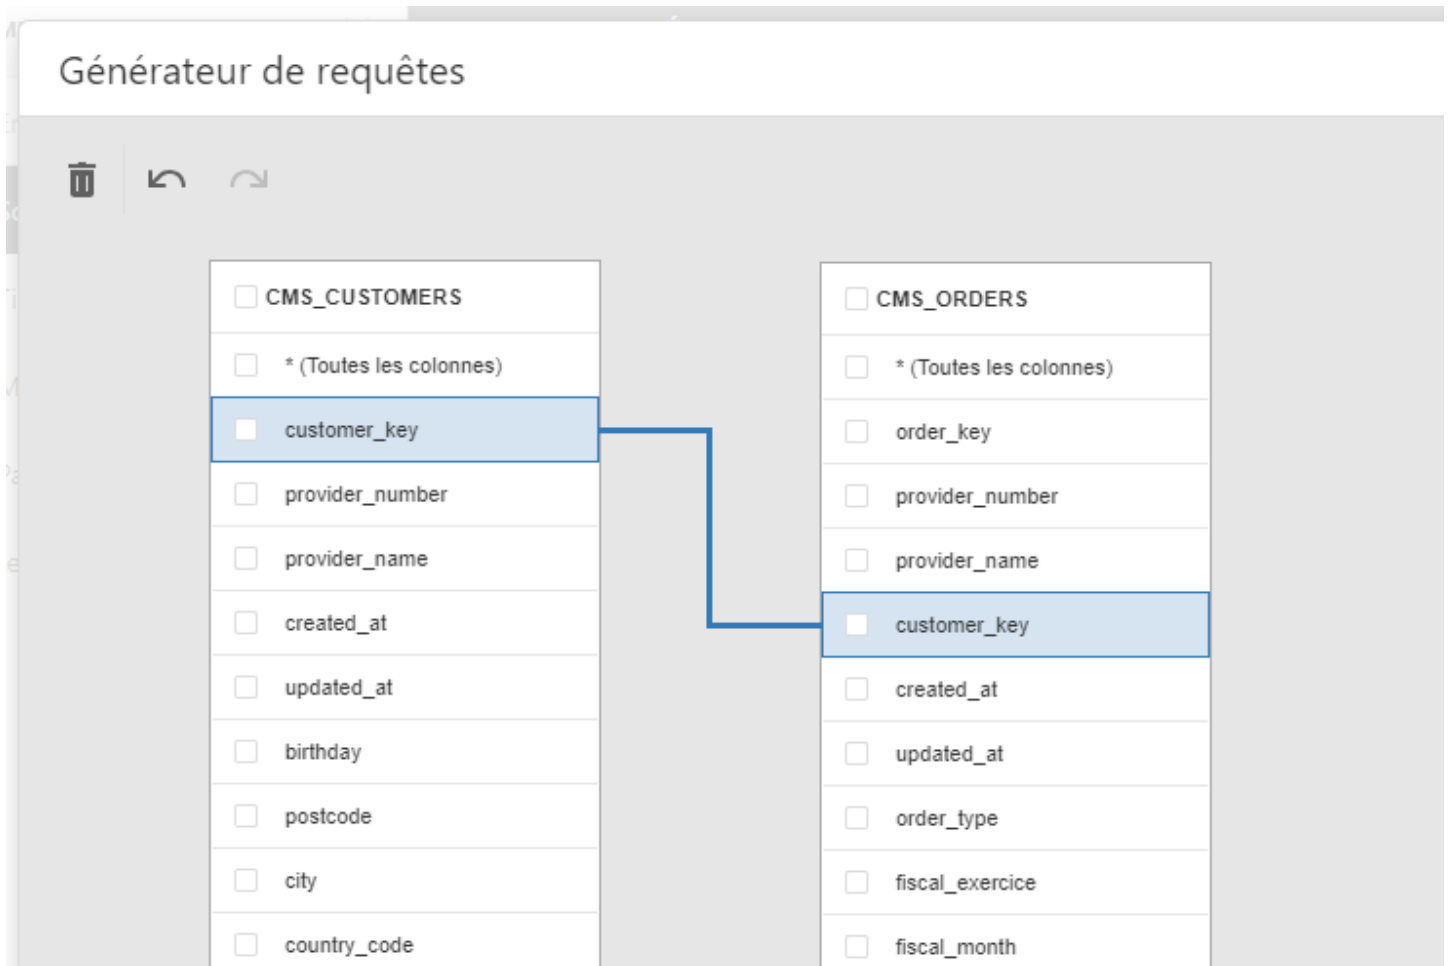 Générateur de requêtes
CMS_CUSTOMERS
* (Toutes les colonnes)
customer_key
provider_number
provider_name
created_at
updated_at
birthday
postcode
city
country_code
CMS_ORDERS
* (Toutes les colonnes)
order_key
provider_number
provider_name
customer_key
created_at
updated_at
order_type
fiscal_exercice
fiscal_month